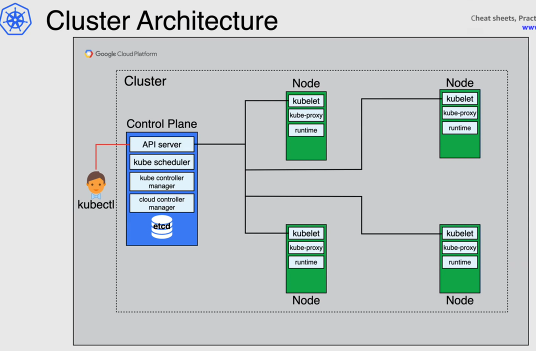 Cluster Architecture
Cheat sheets, Pract
www
Google Cloud Platform
Cluster
Control Plane
API server
kube scheduler
kube controller
manager
cloud controller
manager
etcd
kubectl
Node
kubelet
kube-proxy
runtime
Node
kubelet
kube-proxy
runtime
kubelet
kube-proxy
runtime
Node
kubelet
kube-proxy
runtime
Node